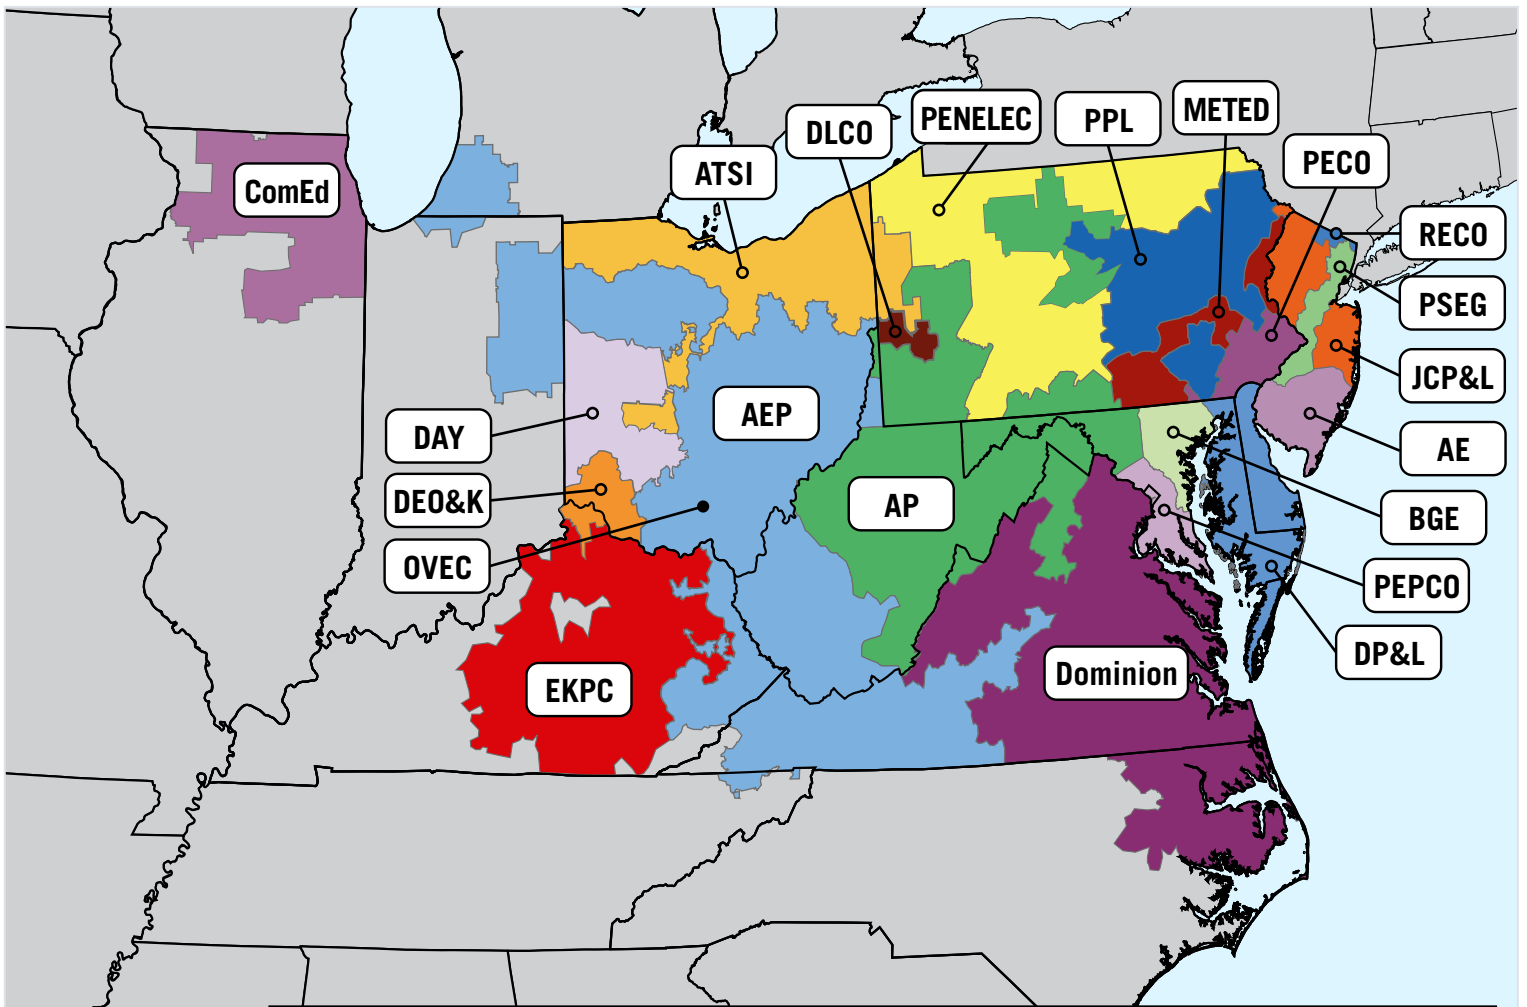 METED
PENELEC
PPL
DLCO
PECO
ATSI
ComEd
RECO
PSEG
JCP&L
AEP
DAY
AE
DEO&K
AP
BGE
OVEC
PEPCO
DP&L
Dominion
EKPC